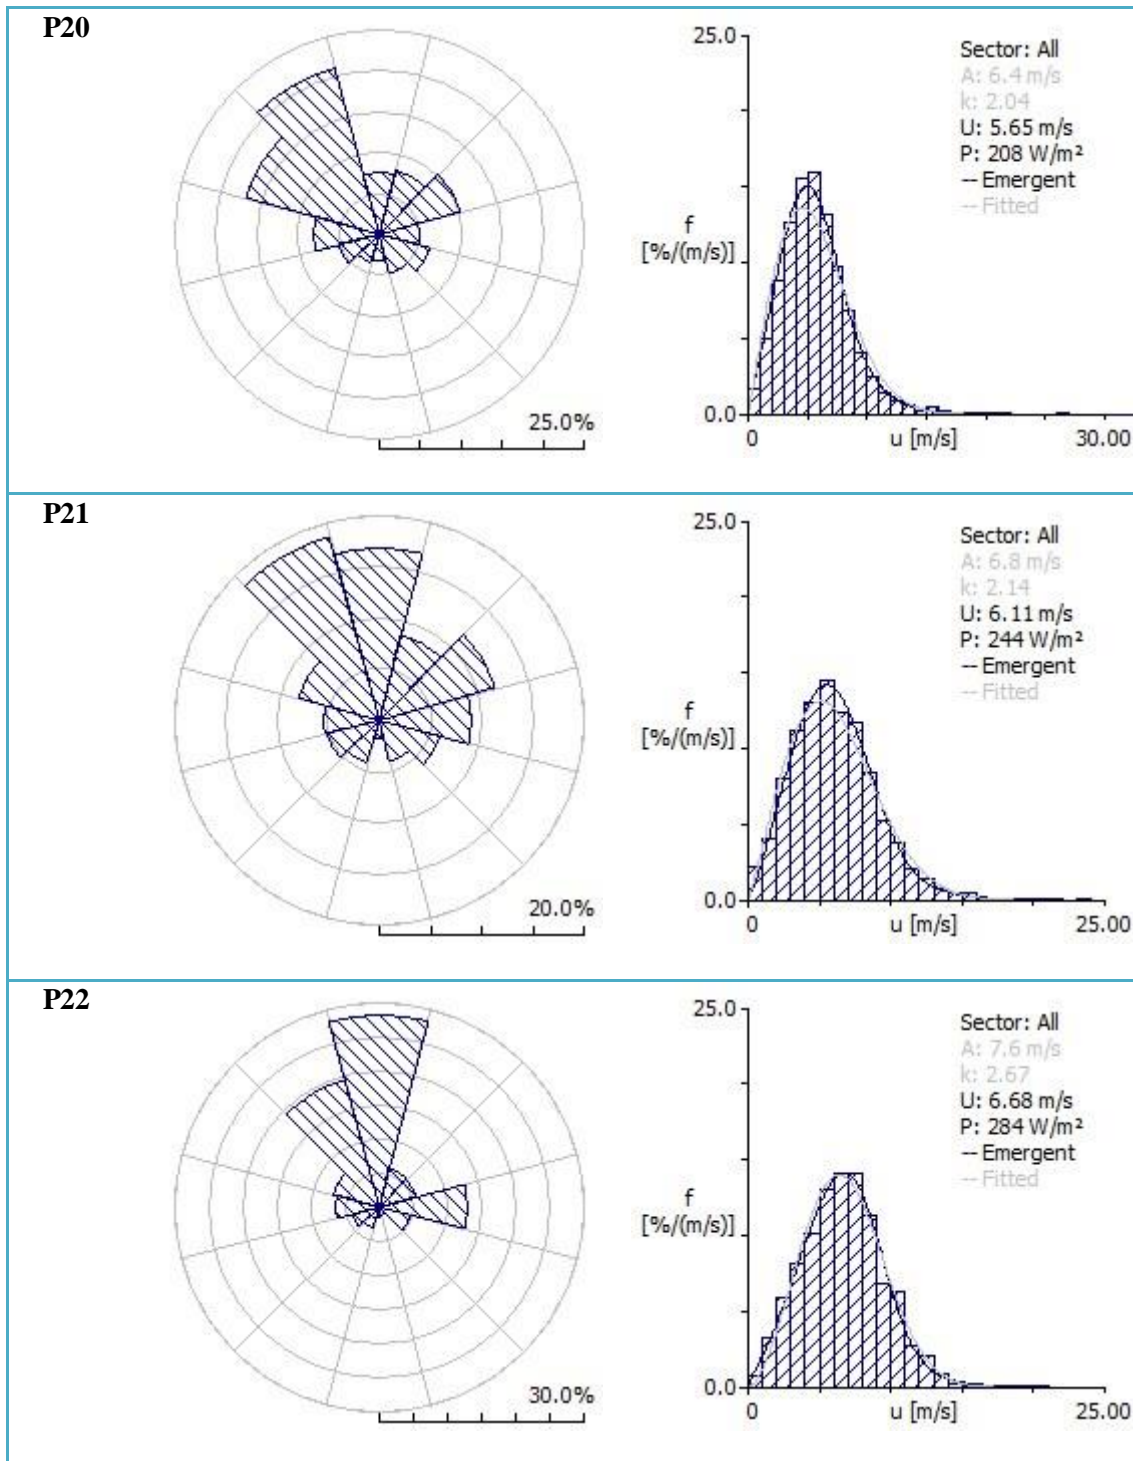 P20
25.0%
25.0
f
[%/(m/s)]
0.0
0
u [m/s]
30.00
Sector: All
A: 6.4 m/s
k: 2.04
U: 5.65 m/s
P: 208 W/m²
-- Emergent
-- Fitted
P21
20.0%
25.0
f
[%/(m/s)]
0.0
0
u [m/s]
25.00
Sector: All
A: 6.8 m/s
k: 2.14
U: 6.11 m/s
P: 244 W/m²
-- Emergent
-- Fitted
P22
30.0%
25.0
f
[%/(m/s)]
0.0
0
u [m/s]
25.00
Sector: All
A: 7.6 m/s
k: 2.67
U: 6.68 m/s
P: 284 W/m²
-- Emergent
-- Fitted